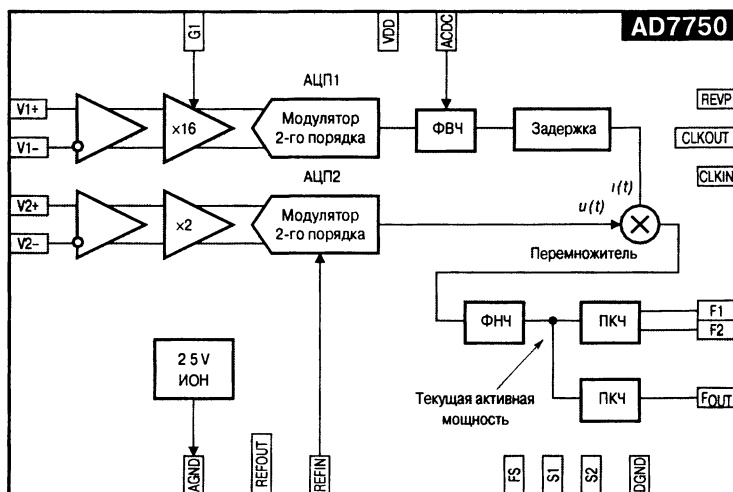 G1
VDD
ACDC
AD7750
АЦП1
V1+
V1−
×16
Модулятор
2-го порядка
ФВЧ
Задержка
REVP
CLKOUT
CLKIN
АЦП2
V2+
V2−
×2
Модулятор
2-го порядка
i(t)
u(t)
Перемножитель
ФНЧ
ПКЧ
F1
F2
2 5 V
ИОН
Текущая активная
мощность
ПКЧ
FOUT
AGND
REFOUT
REFIN
FS
S1
S2
DGND